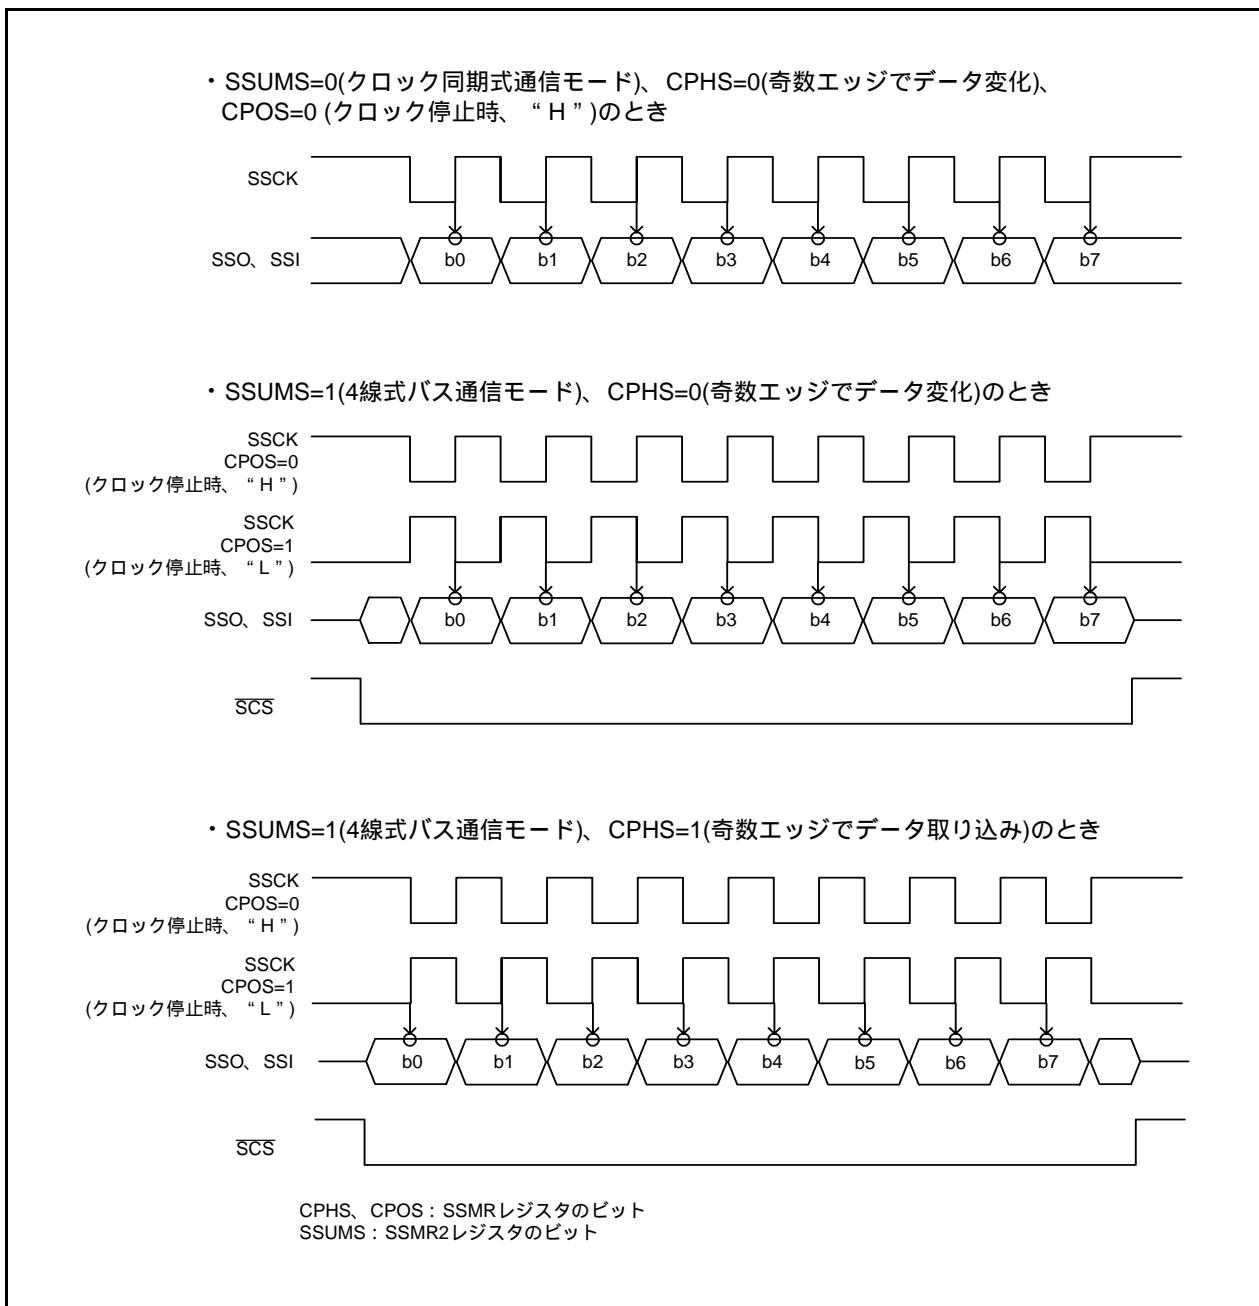 ・SSUMS=0(クロック同期式通信モード)、CPHS=0(奇数エッジでデータ変化)、
CPOS=0 (クロック停止時、“H”)のとき
SSCK
SSO、SSI
b0 b1 b2 b3 b4 b5 b6 b7
・SSUMS=1(4線式バス通信モード)、CPHS=0(奇数エッジでデータ変化)のとき
SSCK
CPOS=0
(クロック停止時、“H”)
SSCK
CPOS=1
(クロック停止時、“L”)
SSO、SSI
b0 b1 b2 b3 b4 b5 b6 b7
SCS
・SSUMS=1(4線式バス通信モード)、CPHS=1(奇数エッジでデータ取り込み)のとき
SSCK
CPOS=0
(クロック停止時、“H”)
SSCK
CPOS=1
(クロック停止時、“L”)
SSO、SSI
b0 b1 b2 b3 b4 b5 b6 b7
SCS
CPHS、CPOS：SSMRレジスタのビット
SSUMS：SSMR2レジスタのビット